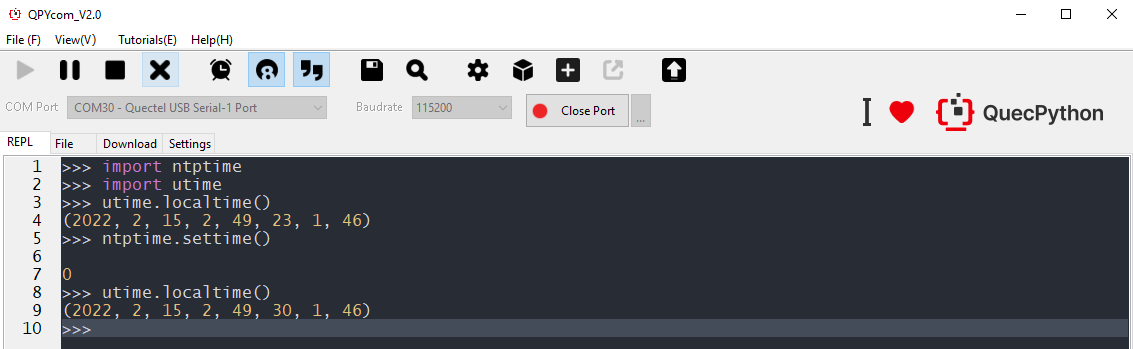 QPYcom_V2.0
File (F) View(V) Tutorials(E) Help(H)
COM Port COM30 - Quectel USB Serial-1 Port Baudrate 115200 Close Port ... I QuecPython
REPL File Download Settings
1 >>> import ntptime
2 >>> import utime
3 >>> utime.localtime()
4 (2022, 2, 15, 2, 49, 23, 1, 46)
5 >>> ntptime.settime()
6
7 0
8 >>> utime.localtime()
9 (2022, 2, 15, 2, 49, 30, 1, 46)
10 >>>